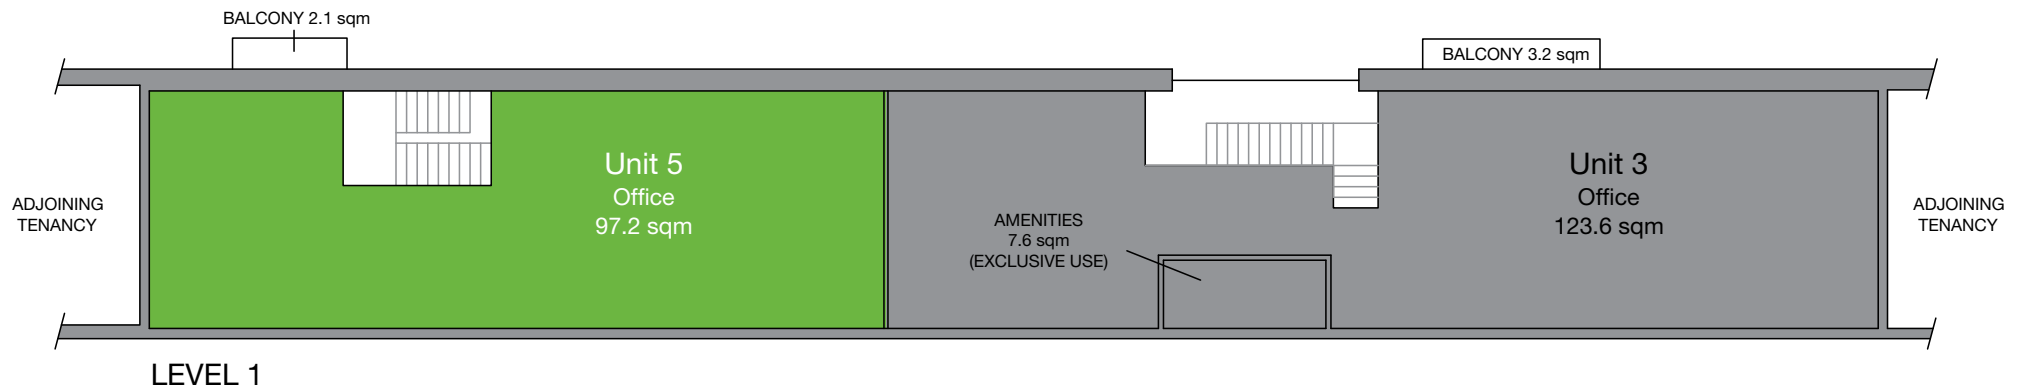 BALCONY 2.1 sqm
BALCONY 3.2 sqm
ADJOINING
TENANCY
Unit 5
Office
97.2 sqm
AMENITIES
7.6 sqm
(EXCLUSIVE USE)
Unit 3
Office
123.6 sqm
ADJOINING
TENANCY
LEVEL 1